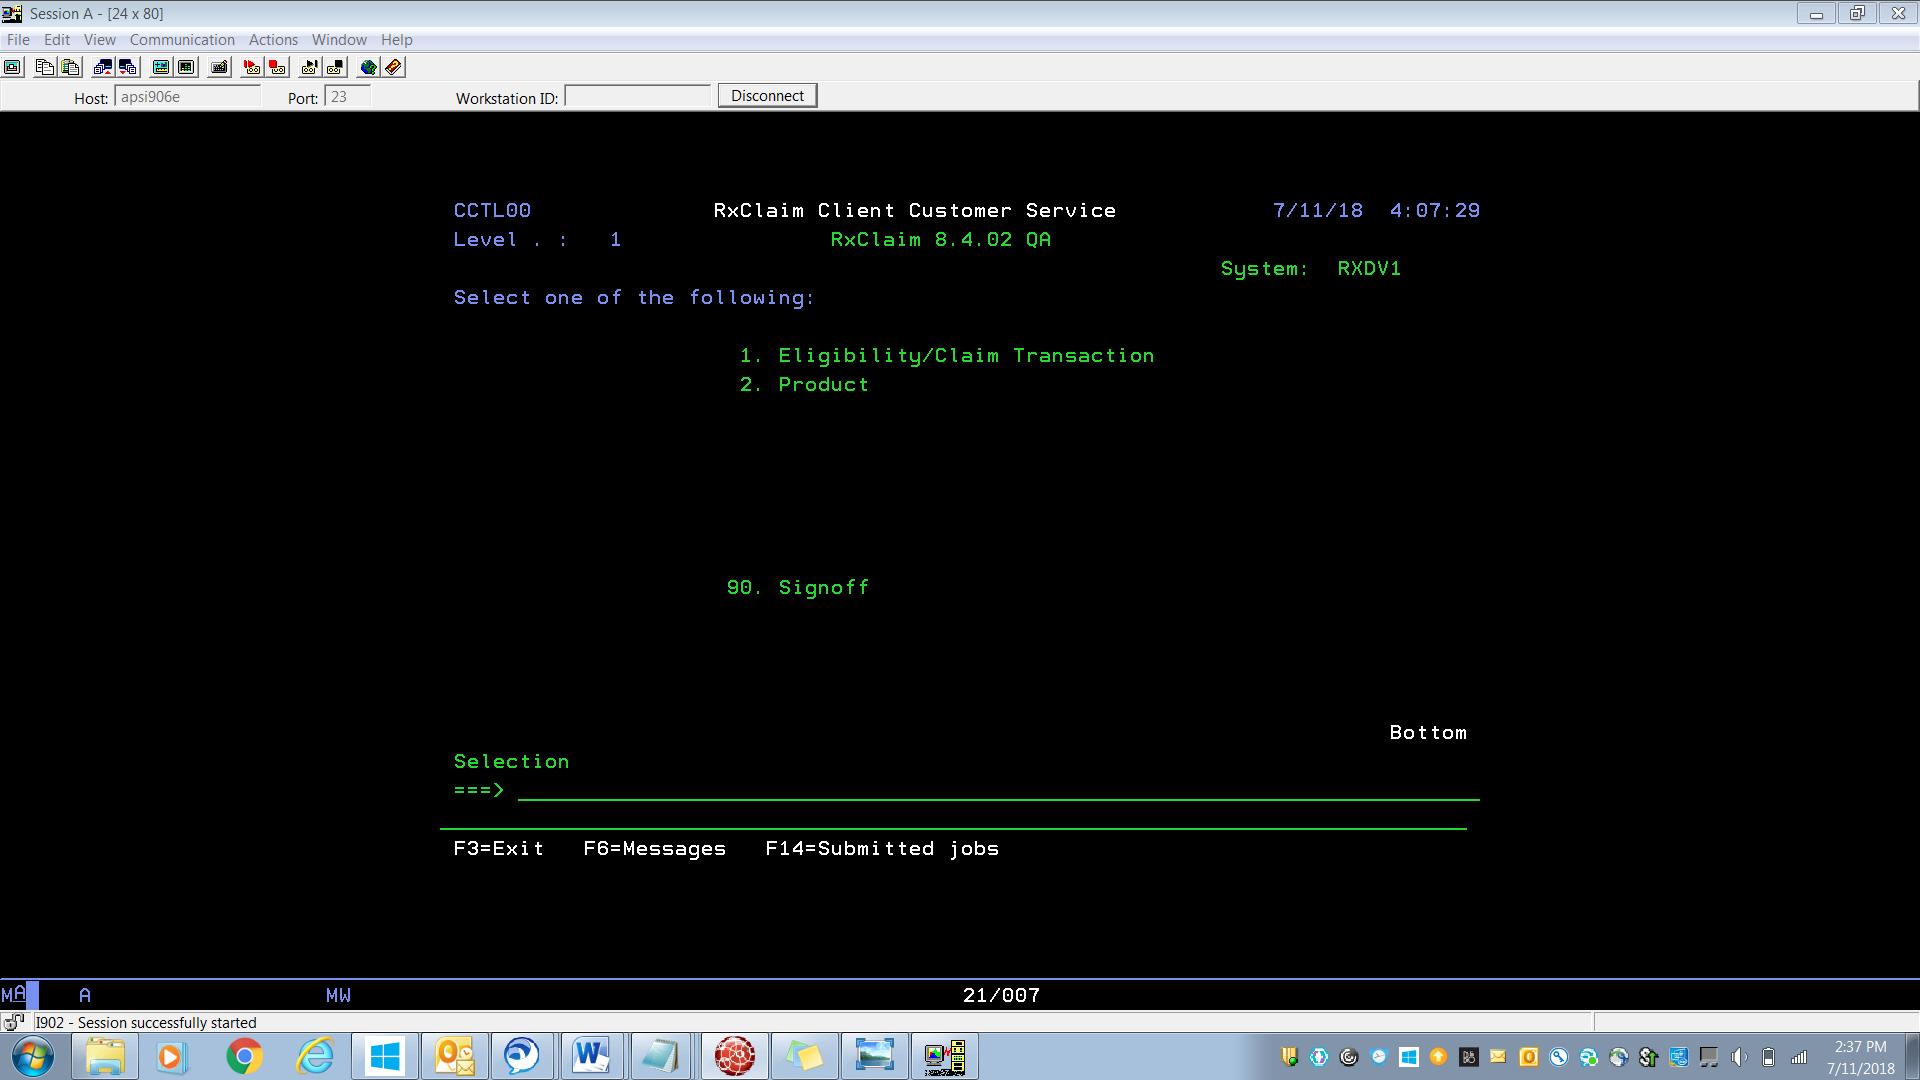 Session A - [24 x 80]
File Edit View Communication Actions Window Help
Host: apsi906e Port: 23 Workstation ID: Disconnect
CCTL00 RxClaim Client Customer Service 7/11/18 4:07:29
Level . : 1 RxClaim 8.4.02 QA
System: RXDV1
Select one of the following:
1. Eligibility/Claim Transaction
2. Product
90. Signoff
Bottom
Selection
===>
F3=Exit F6=Messages F14=Submitted jobs
MA A MW 21/007
I902 - Session successfully started
2:37 PM
7/11/2018